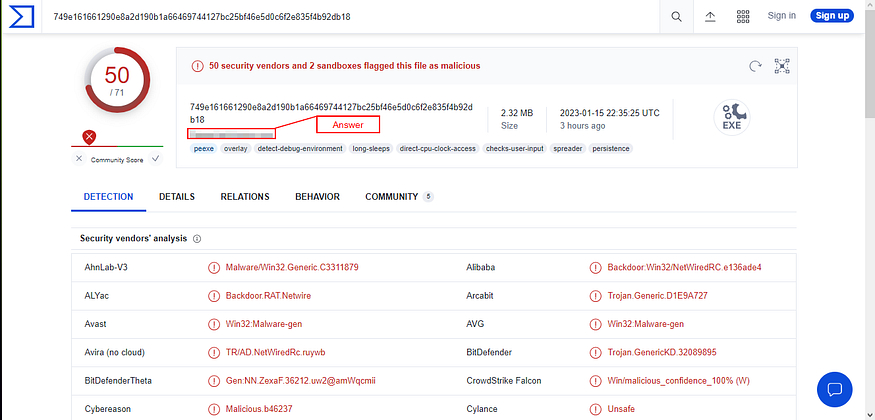 749e161661290e8a2d190b1a66469744127bc25bf46e5d0c6f2e835f4b92db18
Sign in
Sign up
50
/ 71
50 security vendors and 2 sandboxes flagged this file as malicious
749e161661290e8a2d190b1a66469744127bc25bf46e5d0c6f2e835f4b92d
b18
Answer
2.32 MB
Size
2023-01-15 22:35:25 UTC
3 hours ago
EXE
Community Score
peexe overlay detect-debug-environment long-sleeps direct-cpu-clock-access checks-user-input spreader persistence
DETECTION DETAILS RELATIONS BEHAVIOR COMMUNITY 5
Security vendors' analysis
AhnLab-V3 Malware/Win32.Generic.C3311879 Alibaba Backdoor:Win32/NetWiredRC.e136ade4
ALYac Backdoor.RAT.Netwire Arcabit Trojan.Generic.D1E9A727
Avast Win32:Malware-gen AVG Win32:Malware-gen
Avira (no cloud) TR/AD.NetWiredRc.ruywb BitDefender Trojan.GenericKD.32089895
BitDefenderTheta Gen:NN.ZexaF.36212.uw2@amWqcmii CrowdStrike Falcon Win/malicious_confidence_100% (W)
Cybereason Malicious.b46237 Cylance Unsafe